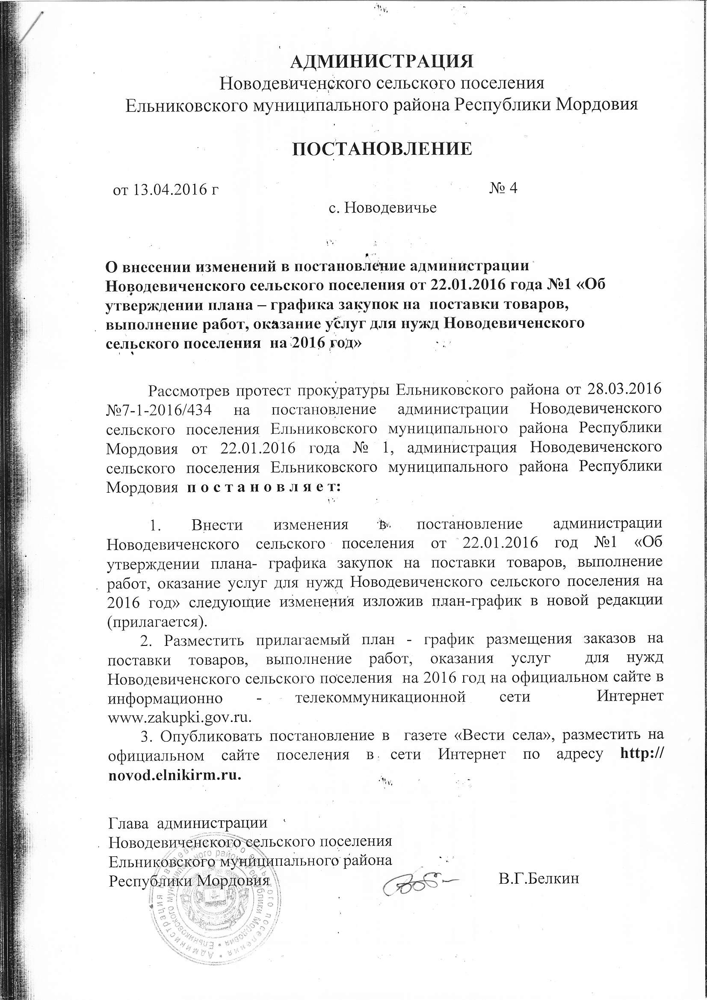 АДМИНИСТРАЦИЯ
Новодевиченского сельского поселения
Ельниковского муниципального района Республики Мордовия
ПОСТАНОВЛЕНИЕ
от 13.04.2016 г № 4
с. Новодевичье
О внесении изменений в постановление администрации
Новодевиченского сельского поселения от 22.01.2016 года №1 «Об
утверждении плана – графика закупок на поставки товаров,
выполнение работ, оказание услуг для нужд Новодевиченского
сельского поселения на 2016 год»
Рассмотрев протест прокуратуры Ельниковского района от 28.03.2016
№7-1-2016/434 на постановление администрации Новодевиченского
сельского поселения Ельниковского муниципального района Республики
Мордовия от 22.01.2016 года № 1, администрация Новодевиченского
сельского поселения Ельниковского муниципального района Республики
Мордовия п о с т а н о в л я е т:
1. Внести изменения в постановление администрации
Новодевиченского сельского поселения от 22.01.2016 год №1 «Об
утверждении плана- графика закупок на поставки товаров, выполнение
работ, оказание услуг для нужд Новодевиченского сельского поселения на
2016 год» следующие изменения изложив план-график в новой редакции
(прилагается).
2. Разместить прилагаемый план - график размещения заказов на
поставки товаров, выполнение работ, оказания услуг для нужд
Новодевиченского сельского поселения на 2016 год на официальном сайте в
информационно - телекоммуникационной сети Интернет
www.zakupki.gov.ru.
3. Опубликовать постановление в газете «Вести села», разместить на
официальном сайте поселения в сети Интернет по адресу http://
novod.elnikirm.ru.
Глава администрации
Новодевиченского сельского поселения
Ельниковского муниципального района
Республики Мордовия В.Г.Белкин
Администрация Новодевиченского сельского поселения
Ельниковского муниципального района Республики Мордовия